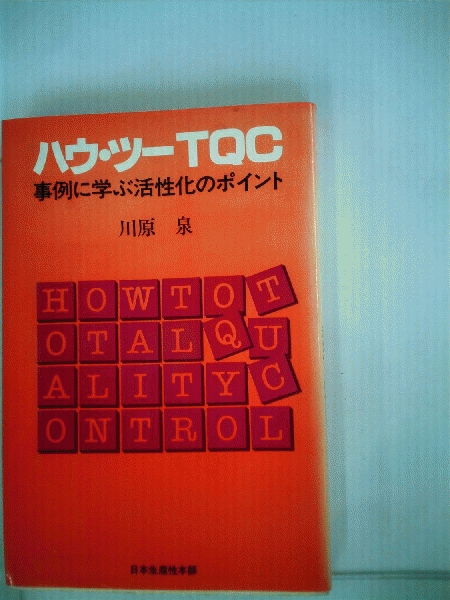 ハウ・ツーTQC
事例に学ぶ活性化のポイント
川原 泉
HOWTOT
OTALQU
ALITYC
ONTROL
日本生産性本部